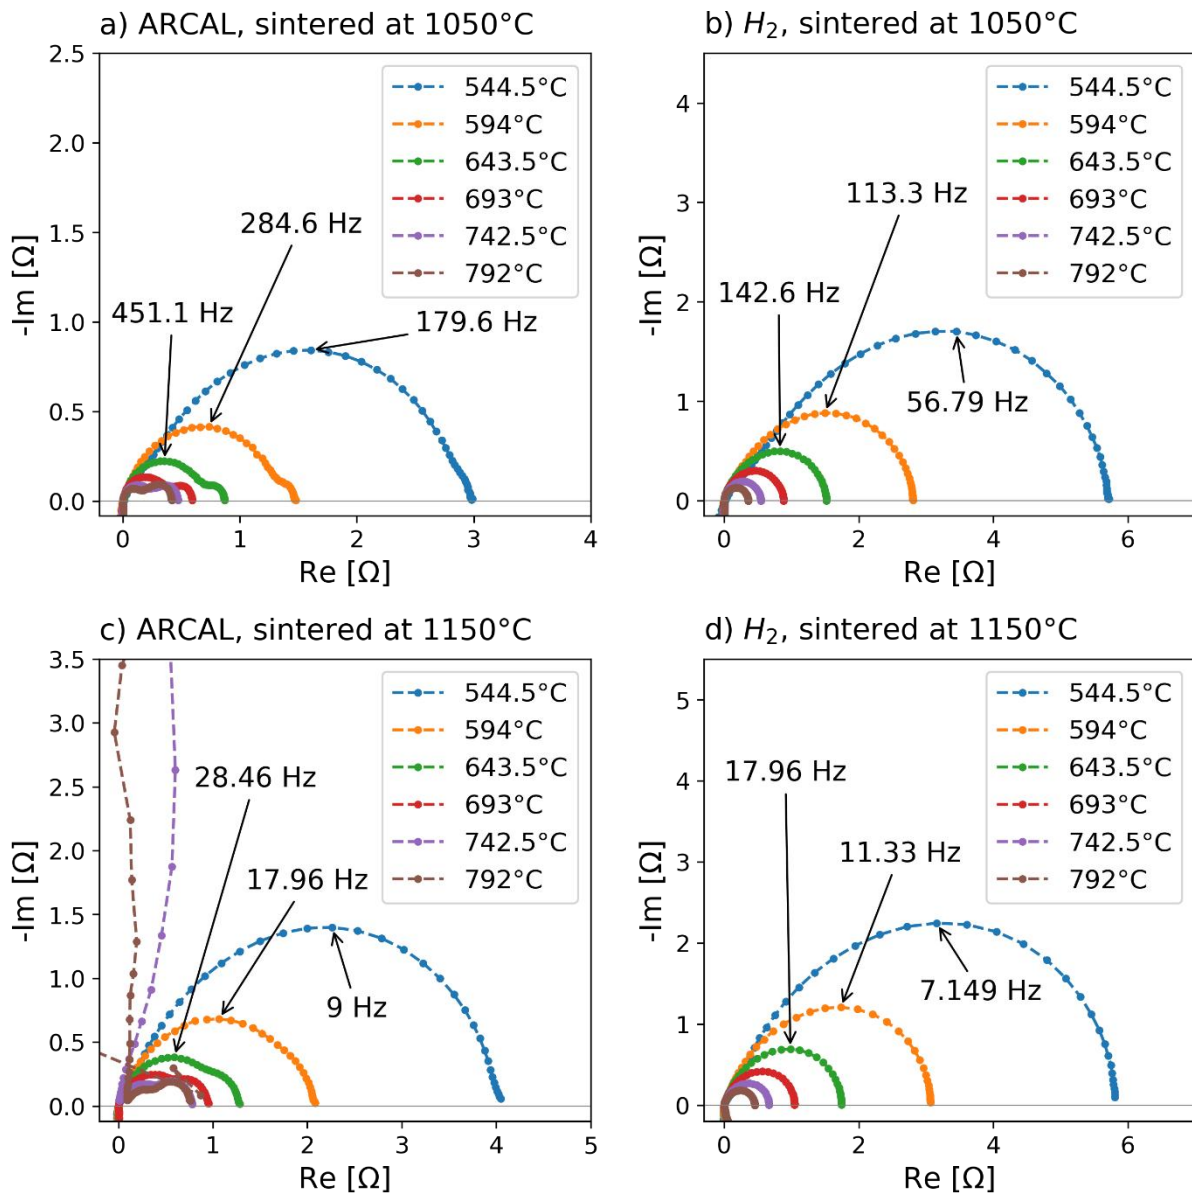 a) ARCAL, sintered at 1050°C
2.5
2.0
1.5
1.0
0.5
0.0
-Im [Ω]
544.5°C
594°C
643.5°C
693°C
742.5°C
792°C
284.6 Hz
451.1 Hz
179.6 Hz
0 1 2 3 4
Re [Ω]
b) H2, sintered at 1050°C
4
3
2
1
0
-Im [Ω]
544.5°C
594°C
643.5°C
693°C
742.5°C
792°C
113.3 Hz
142.6 Hz
56.79 Hz
0 2 4 6
Re [Ω]
c) ARCAL, sintered at 1150°C
3.5
3.0
2.5
2.0
1.5
1.0
0.5
0.0
-Im [Ω]
544.5°C
594°C
643.5°C
693°C
742.5°C
792°C
28.46 Hz
17.96 Hz
9 Hz
0 1 2 3 4 5
Re [Ω]
d) H2, sintered at 1150°C
5
4
3
2
1
0
-Im [Ω]
544.5°C
594°C
643.5°C
693°C
742.5°C
792°C
17.96 Hz
11.33 Hz
7.149 Hz
0 2 4 6
Re [Ω]